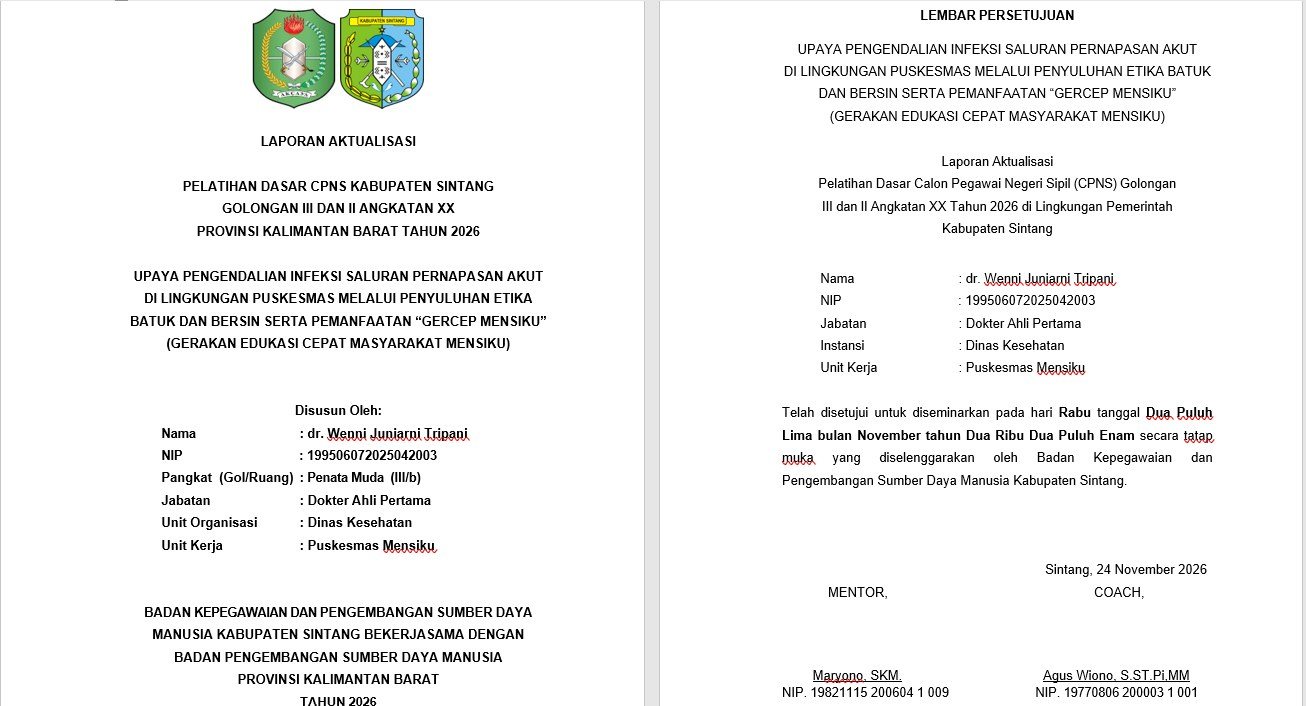 KABUPATEN SINTANG
AKCAYA
LAPORAN AKTUALISASI
PELATIHAN DASAR CPNS KABUPATEN SINTANG
GOLONGAN III DAN II ANGKATAN XX
PROVINSI KALIMANTAN BARAT TAHUN 2026
UPAYA PENGENDALIAN INFEKSI SALURAN PERNAPASAN AKUT
DI LINGKUNGAN PUSKESMAS MELALUI PENYULUHAN ETIKA
BATUK DAN BERSIN SERTA PEMANFAATAN “GERCEP MENSIKU”
(GERAKAN EDUKASI CEPAT MASYARAKAT MENSIKU)
Disusun Oleh:
Nama : dr. Wenni Juniarni Tripani
NIP : 199506072025042003
Pangkat (Gol/Ruang) : Penata Muda (III/b)
Jabatan : Dokter Ahli Pertama
Unit Organisasi : Dinas Kesehatan
Unit Kerja : Puskesmas Mensiku
BADAN KEPEGAWAIAN DAN PENGEMBANGAN SUMBER DAYA
MANUSIA KABUPATEN SINTANG BEKERJASAMA DENGAN
BADAN PENGEMBANGAN SUMBER DAYA MANUSIA
PROVINSI KALIMANTAN BARAT
TAHUN 2026
LEMBAR PERSETUJUAN
UPAYA PENGENDALIAN INFEKSI SALURAN PERNAPASAN AKUT
DI LINGKUNGAN PUSKESMAS MELALUI PENYULUHAN ETIKA BATUK
DAN BERSIN SERTA PEMANFAATAN “GERCEP MENSIKU”
(GERAKAN EDUKASI CEPAT MASYARAKAT MENSIKU)
Laporan Aktualisasi
Pelatihan Dasar Calon Pegawai Negeri Sipil (CPNS) Golongan
III dan II Angkatan XX Tahun 2026 di Lingkungan Pemerintah
Kabupaten Sintang
Nama : dr. Wenni Juniarni Tripani
NIP : 199506072025042003
Jabatan : Dokter Ahli Pertama
Instansi : Dinas Kesehatan
Unit Kerja : Puskesmas Mensiku
Telah disetujui untuk diseminarkan pada hari Rabu tanggal Dua Puluh
Lima bulan November tahun Dua Ribu Dua Puluh Enam secara tatap
muka yang diselenggarakan oleh Badan Kepegawaian dan
Pengembangan Sumber Daya Manusia Kabupaten Sintang.
Sintang, 24 November 2026
MENTOR, COACH,
Maryono, SKM. Agus Wiono, S.ST.Pi,MM
NIP. 19821115 200604 1 009 NIP. 19770806 200003 1 001